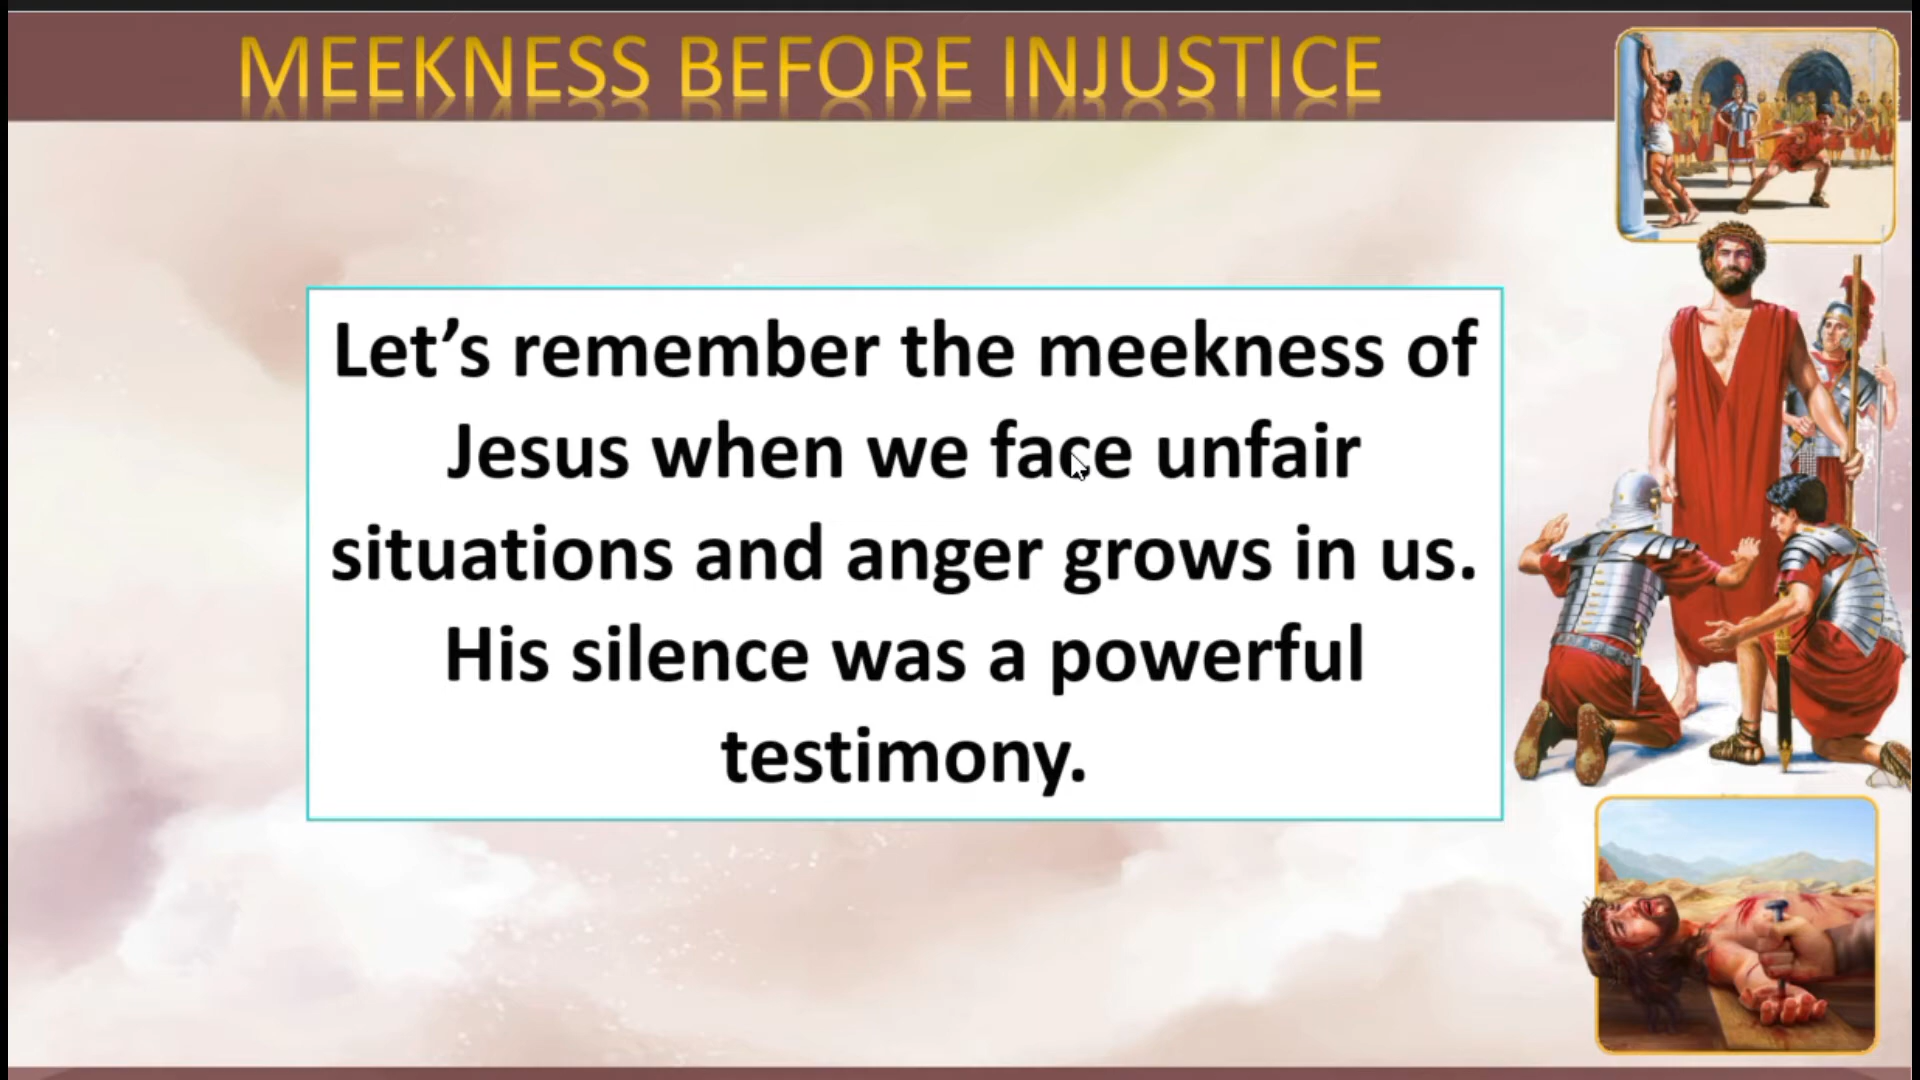 MEEKNESS BEFORE INJUSTICE
Let’s remember the meekness of
Jesus when we face unfair
situations and anger grows in us.
His silence was a powerful
testimony.